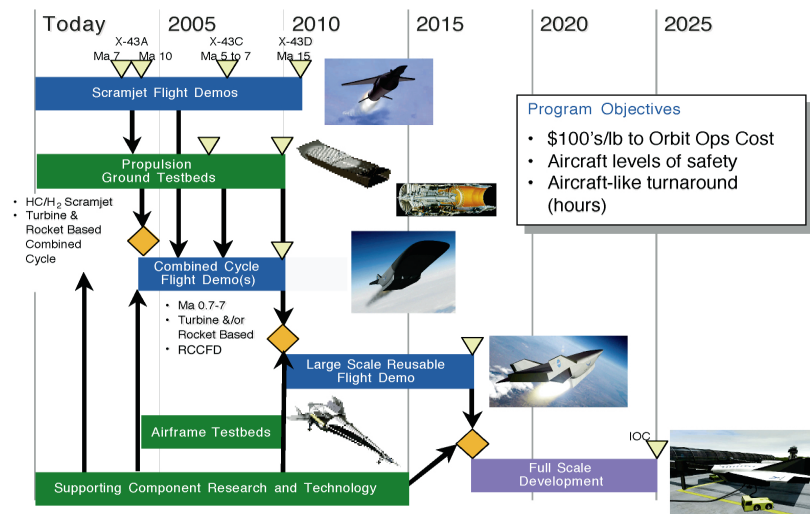 Today
2005
2010
2015
2020
2025
X-43A
X-43C
X-43D
Ma 7
Ma 10
Ma 5 to 7
Ma 15
Scramjet Flight Demos
Program Objectives
• $100's/lb to Orbit Ops Cost
• Aircraft levels of safety
• Aircraft-like turnaround
(hours)
Propulsion
Ground Testbeds
• HC/H2 Scramjet
• Turbine &
Rocket Based
Combined
Cycle
Combined Cycle
Flight Demo(s)
• Ma 0.7-7
• Turbine &/or
Rocket Based
• RCCFD
Large Scale Reusable
Flight Demo
Airframe Testbeds
IOC
Full Scale
Development
Supporting Component Research and Technology